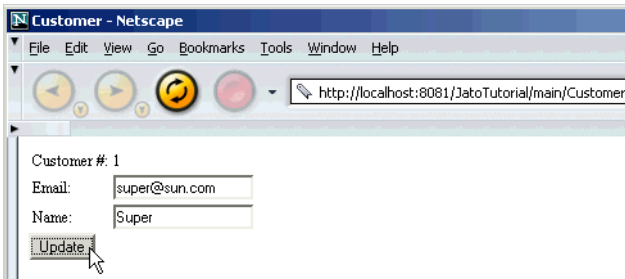 Customer - Netscape
File Edit View Go Bookmarks Tools Window Help
http://localhost:8081/JatoTutorial/main/Customer
Customer #: 1
Email: super@sun.com
Name: Super
Update